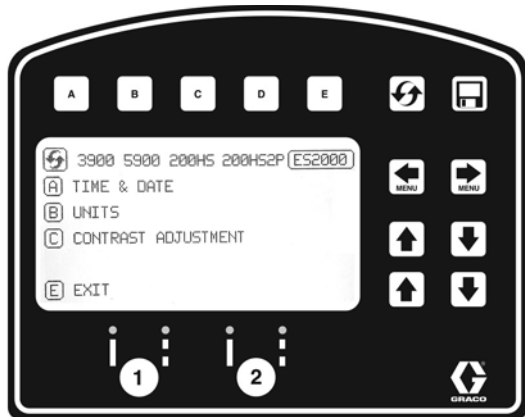 A B C D E
3900 5900 200HS 200HS2P ES2000
A TIME & DATE
B UNITS
C CONTRAST ADJUSTMENT
E EXIT
MENU MENU
1 2
GRACO